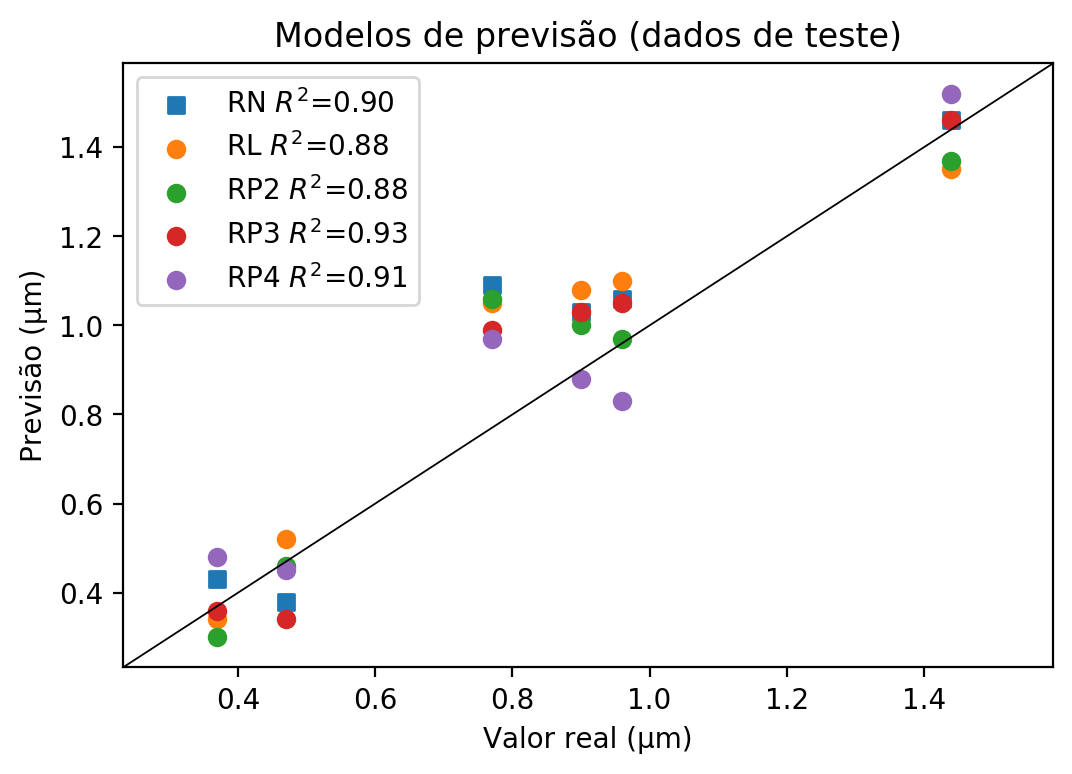 Modelos de previsão (dados de teste)
RN R²=0.90
RL R²=0.88
RP2 R²=0.88
RP3 R²=0.93
RP4 R²=0.91
Previsão (μm)
1.4
1.2
1.0
0.8
0.6
0.4
0.4 0.6 0.8 1.0 1.2 1.4
Valor real (μm)